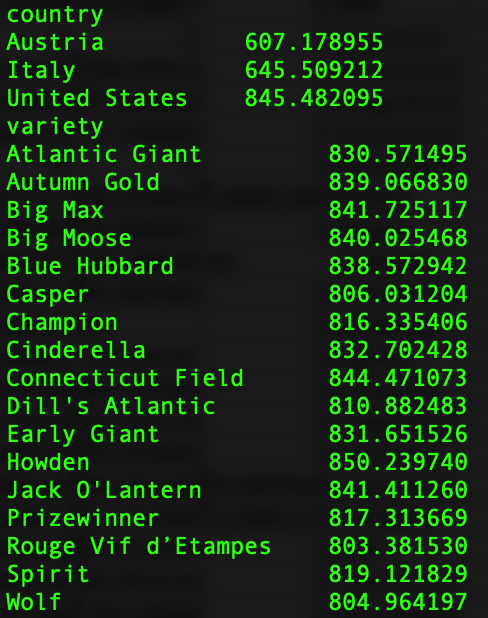 country
Austria 607.178955
Italy 645.509212
United States 845.482095
variety
Atlantic Giant 830.571495
Autumn Gold 839.066830
Big Max 841.725117
Big Moose 840.025468
Blue Hubbard 838.572942
Casper 806.031204
Champion 816.335406
Cinderella 832.702428
Connecticut Field 844.471073
Dill's Atlantic 810.882483
Early Giant 831.651526
Howden 850.239740
Jack O'Lantern 841.411260
Prizewinner 817.313669
Rouge Vif d’Etampes 803.381530
Spirit 819.121829
Wolf 804.964197